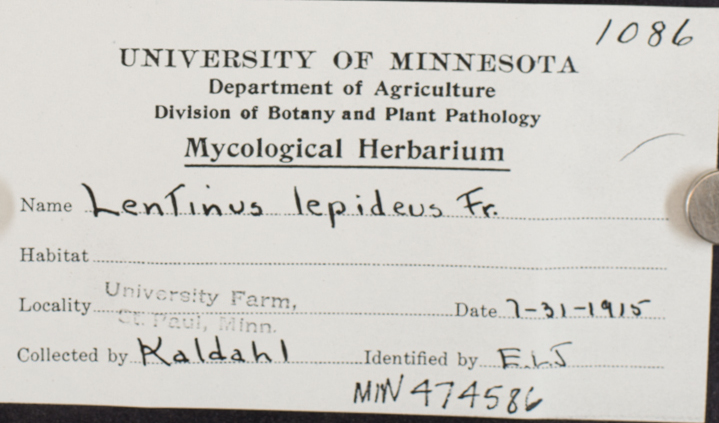 1086
UNIVERSITY OF MINNESOTA
Department of Agriculture
Division of Botany and Plant Pathology
Mycological Herbarium
Name Lentinus lepideus Fr.
Habitat
Locality University Farm, St. Paul, Minn. Date 7-31-1915
Collected by Kaldahl Identified by E.L.J
MIN 474586